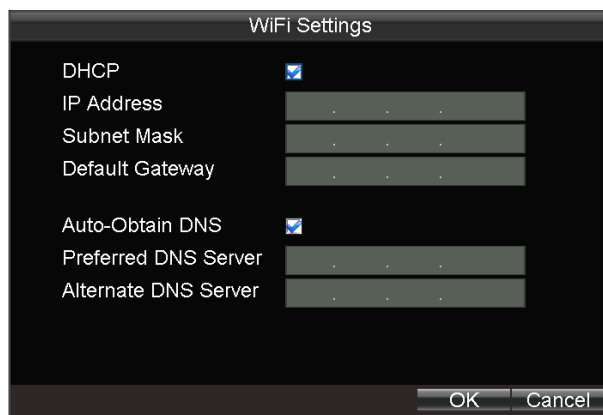 WiFi Settings
DHCP
IP Address . . .
Subnet Mask . . .
Default Gateway . . .
Auto-Obtain DNS
Preferred DNS Server . . .
Alternate DNS Server . . .
OK Cancel